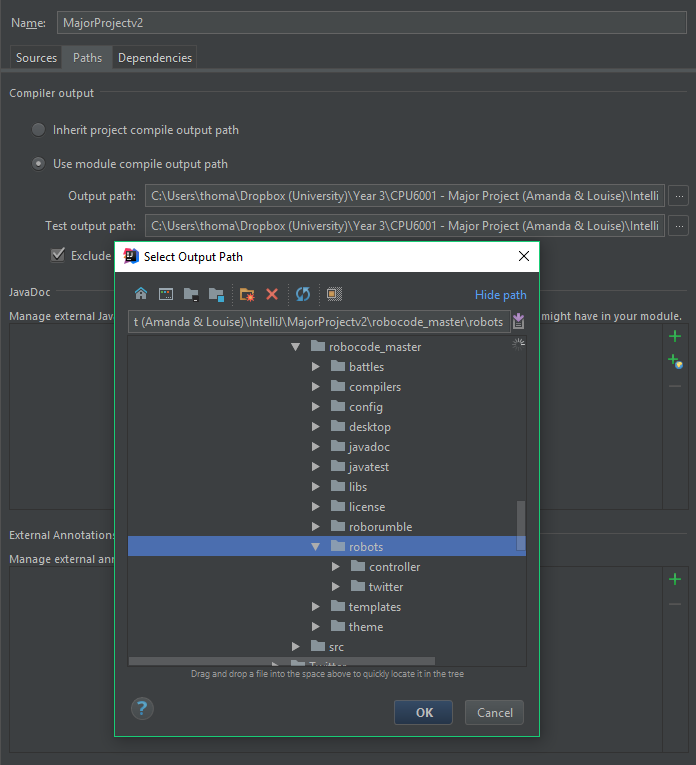 Name: MajorProjectv2
Sources Paths Dependencies
Compiler output
Inherit project compile output path
Use module compile output path
Output path: C:\Users\thoma\Dropbox (University)\Year 3\CPU6001 - Major Project (Amanda & Louise)\Intelli
Test output path: C:\Users\thoma\Dropbox (University)\Year 3\CPU6001 - Major Project (Amanda & Louise)\Intelli
Exclude
Select Output Path
JavaDoc
Hide path
Manage external Java
t (Amanda & Louise)\IntelliJ\MajorProjectv2\robocode_master\robots
might have in your module.
robocode_master
battles
compilers
config
desktop
javadoc
javatest
libs
license
roborumble
External Annotations
robots
Manage external ann
controller
twitter
templates
theme
src
Twitter
Drag and drop a file into the space above to quickly locate it in the tree
? OK Cancel